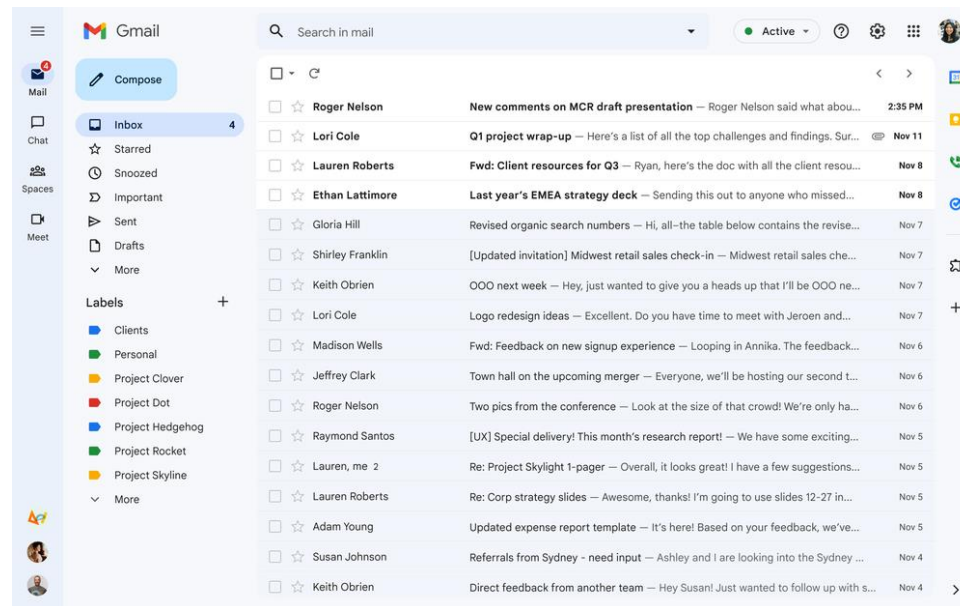 Gmail
Search in mail
Active
4
Mail
Compose
Chat
Inbox 4
Starred
Spaces
Snoozed
Important
Meet
Sent
Drafts
More
Labels
Clients
Personal
Project Clover
Project Dot
Project Hedgehog
Project Rocket
Project Skyline
More
Roger Nelson New comments on MCR draft presentation — Roger Nelson said what abou... 2:35 PM
Lori Cole Q1 project wrap-up — Here's a list of all the top challenges and findings. Sur... Nov 11
Lauren Roberts Fwd: Client resources for Q3 — Ryan, here's the doc with all the client resou... Nov 8
Ethan Lattimore Last year's EMEA strategy deck — Sending this out to anyone who missed... Nov 8
Gloria Hill Revised organic search numbers — Hi, all–the table below contains the revise... Nov 7
Shirley Franklin [Updated invitation] Midwest retail sales check-in — Midwest retail sales che... Nov 7
Keith Obrien OOO next week — Hey, just wanted to give you a heads up that I'll be OOO ne... Nov 7
Lori Cole Logo redesign ideas — Excellent. Do you have time to meet with Jeroen and... Nov 7
Madison Wells Fwd: Feedback on new signup experience — Looping in Annika. The feedback... Nov 6
Jeffrey Clark Town hall on the upcoming merger — Everyone, we'll be hosting our second t... Nov 6
Roger Nelson Two pics from the conference — Look at the size of that crowd! We're only ha... Nov 6
Raymond Santos [UX] Special delivery! This month's research report! — We have some exciting... Nov 5
Lauren, me 2 Re: Project Skylight 1-pager — Overall, it looks great! I have a few suggestions... Nov 5
Lauren Roberts Re: Corp strategy slides — Awesome, thanks! I'm going to use slides 12-27 in... Nov 5
Adam Young Updated expense report template — It's here! Based on your feedback, we've... Nov 5
Susan Johnson Referrals from Sydney - need input — Ashley and I are looking into the Sydney ... Nov 4
Keith Obrien Direct feedback from another team — Hey Susan! Just wanted to follow up with s... Nov 4
31